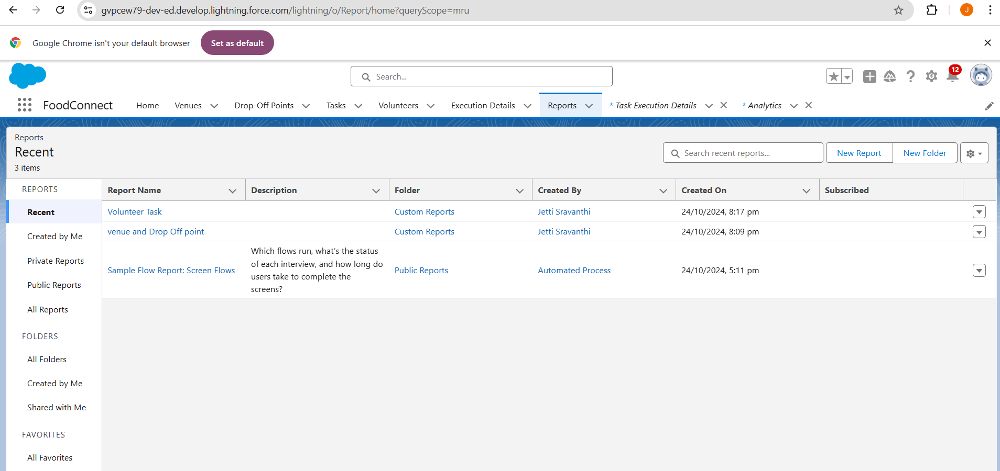 gvpcew79-dev-ed.develop.lightning.force.com/lightning/o/Report/home?queryScope=mru
J
Google Chrome isn't your default browser
Set as default
Search...
12
FoodConnect
Home
Venues
Drop-Off Points
Tasks
Volunteers
Execution Details
Reports
* Task Execution Details
* Analytics
Reports
Recent
3 items
Search recent reports...
New Report
New Folder
REPORTS
Recent
Created by Me
Private Reports
Public Reports
All Reports
FOLDERS
All Folders
Created by Me
Shared with Me
FAVORITES
All Favorites
Report Name
Description
Folder
Created By
Created On
Subscribed
Volunteer Task
Custom Reports
Jetti Sravanthi
24/10/2024, 8:17 pm
venue and Drop Off point
Custom Reports
Jetti Sravanthi
24/10/2024, 8:09 pm
Sample Flow Report: Screen Flows
Which flows run, what's the status
of each interview, and how long do
users take to complete the
screens?
Public Reports
Automated Process
24/10/2024, 5:11 pm